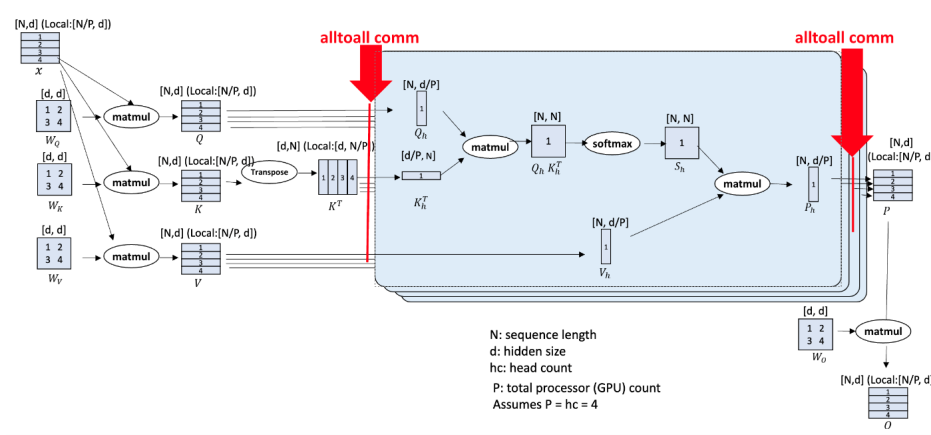 [N,d] (Local:[N/P, d)
1
2
3
4
x
alltoall comm
alltoall comm
[d, d]
1 2
3 4
W_Q
matmul
[N,d] (Local:[N/P, d))
1
2
3
4
Q
[d, d]
1 2
3 4
W_K
matmul
[N,d] (Local:[N/P, d))
1
2
3
4
K
Transpose
[d,N] (Local:[d, N/P)
1 2 3 4
K^T
[d, d]
1 2
3 4
W_V
matmul
[N,d] (Local:[N/P, d))
1
2
3
4
V
[N, d/P]
1
Q_h
[d/P, N]
1
K_h^T
matmul
[N, N]
1
Q_h K_h^T
softmax
[N, N]
1
S_h
matmul
[N, d/P]
1
V_h
[N, d/P]
1
P_h
[N,d]
(Local:[N/P, d
1
2
3
4
P
[d, d]
1 2
3 4
W_O
matmul
[N,d] (Local:[N/P, d
1
2
3
4
O
N: sequence length
d: hidden size
hc: head count
P: total processor (GPU) count
Assumes P = hc = 4